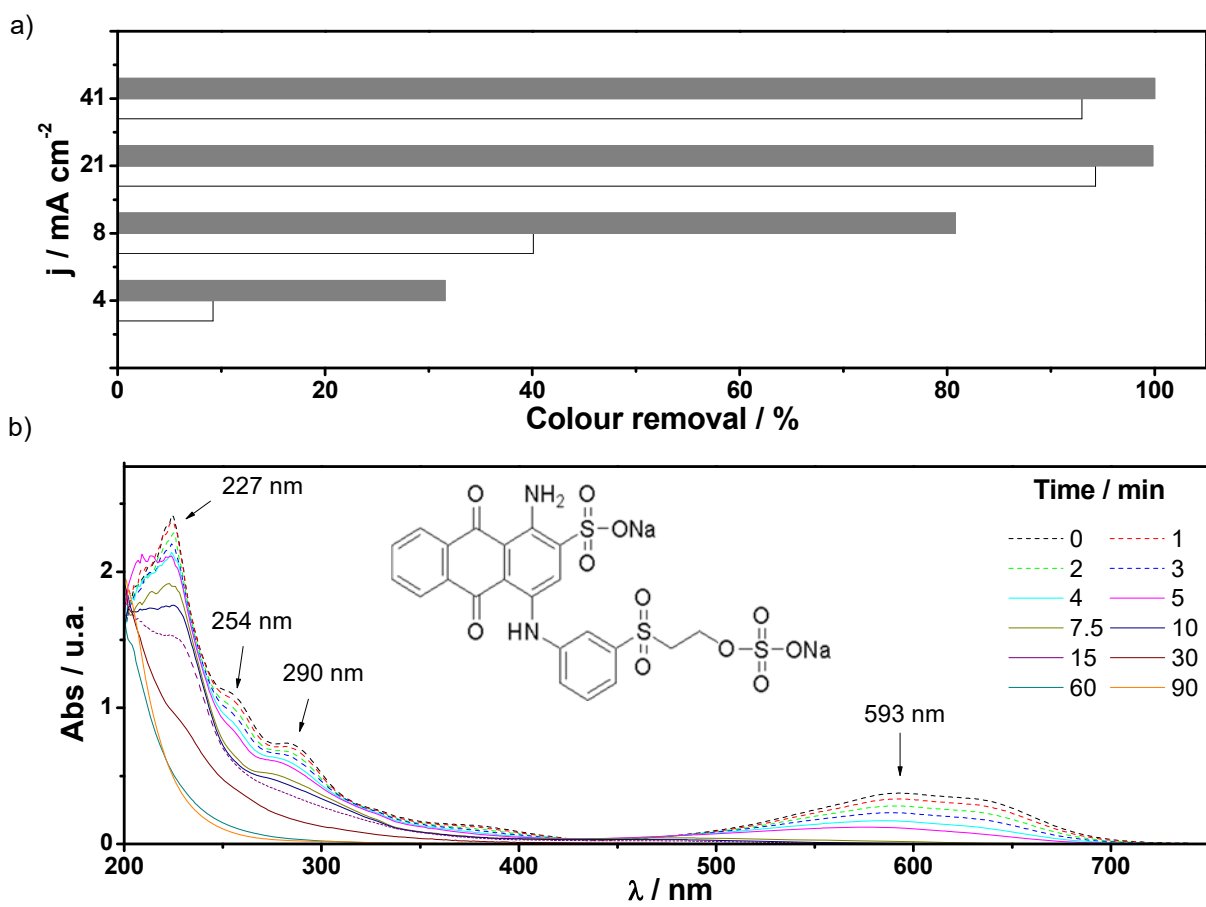 a)
j / mA cm⁻²
41
21
8
4
0 20 40 60 80 100
Colour removal / %
b)
Abs / u.a.
2
1
0
227 nm
254 nm
290 nm
593 nm
O
NH₂
O
S
ONa
O
O
HN
O
S
O
O
O
S
ONa
O
Time / min
0 1
2 3
4 5
7.5 10
15 30
60 90
200 300 400 500 600 700
λ / nm